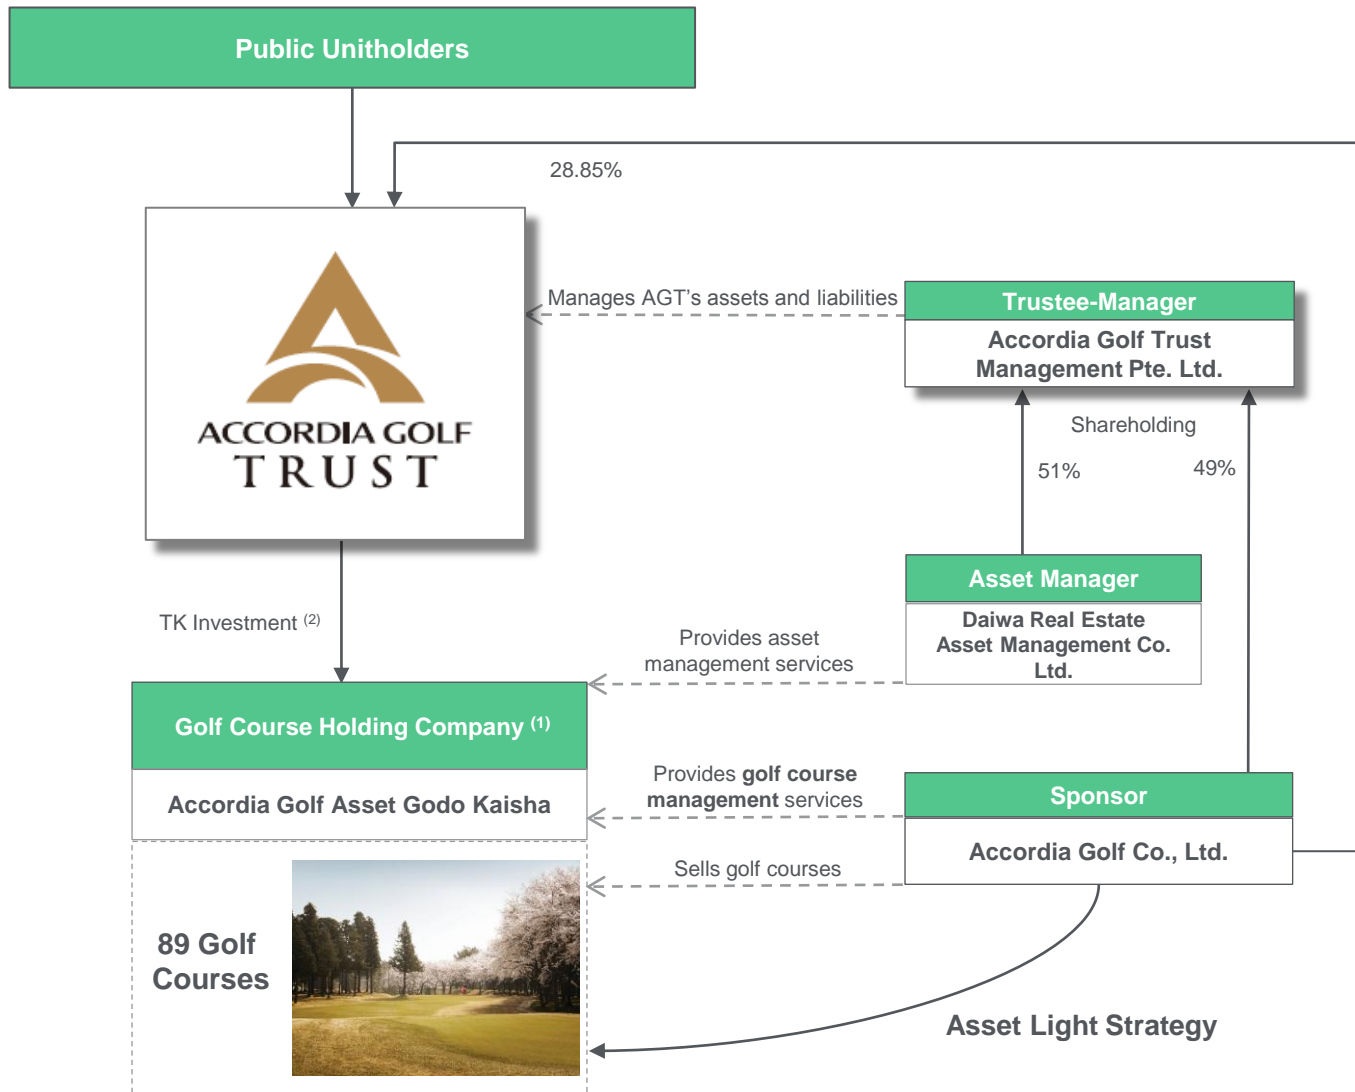 Public Unitholders
28.85%
ACCORDIA GOLF
TRUST
Manages AGT's assets and liabilities
Trustee-Manager
Accordia Golf Trust
Management Pte. Ltd.
Shareholding
51%
49%
Asset Manager
Daiwa Real Estate
Asset Management Co.
Ltd.
TK Investment (2)
Provides asset
management services
Golf Course Holding Company (1)
Accordia Golf Asset Godo Kaisha
Provides golf course
management services
Sponsor
Accordia Golf Co., Ltd.
Sells golf courses
89 Golf
Courses
Asset Light Strategy